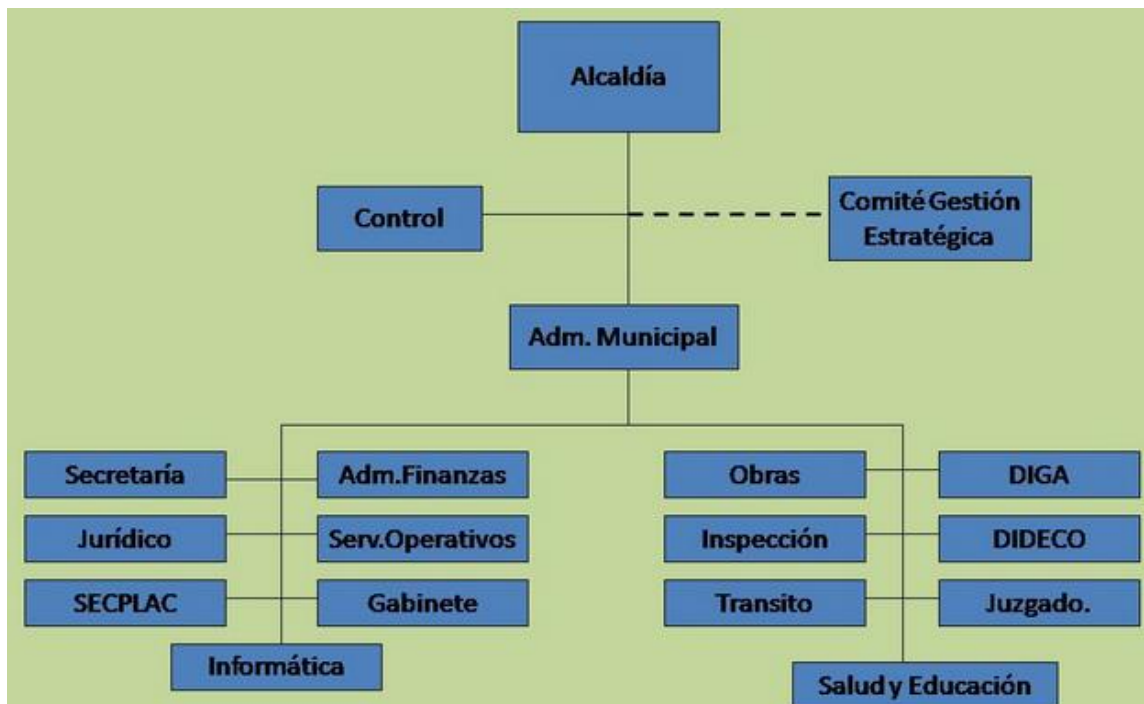 Alcaldía
Control
Comité Gestión
Estratégica
Adm. Municipal
Secretaría
Adm.Finanzas
Jurídico
Serv.Operativos
SECPLAC
Gabinete
Informática
Obras
DIGA
Inspección
DIDECO
Transito
Juzgado.
Salud y Educación